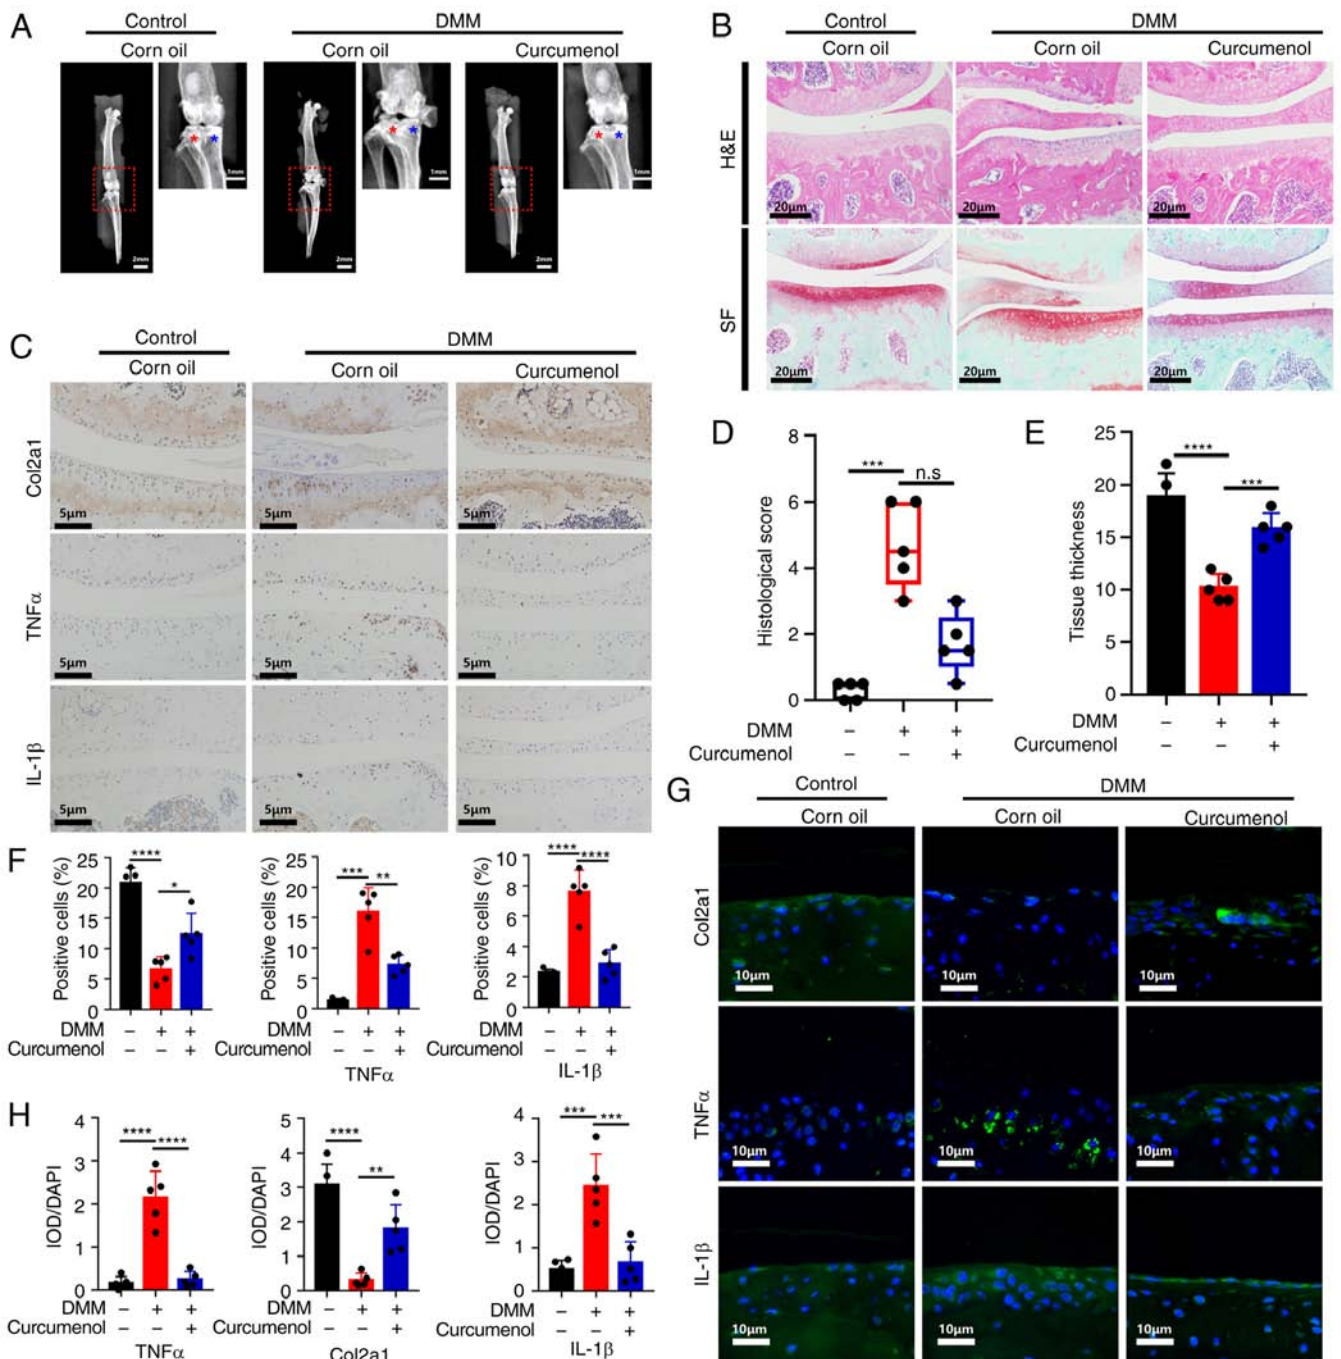 A
Control
DMM
Corn oil
Corn oil
Curcumenol
* *
* *
* *
1mm
1mm
1mm
2mm
2mm
2mm
B
Control
DMM
Corn oil
Corn oil
Curcumenol
H&E
20μm
20μm
20μm
SF
20μm
20μm
20μm
C
Control
DMM
Corn oil
Corn oil
Curcumenol
Col2a1
5μm
5μm
5μm
TNFα
5μm
5μm
5μm
IL-1β
5μm
5μm
5μm
D
Histological score
8
6
4
2
0
***
n.s
DMM – + +
Curcumenol – – +
E
Tissue thickness
25
20
15
10
5
0
****
***
DMM – + +
Curcumenol – – +
F
Positive cells (%)
25
20
15
10
5
0
****
*
DMM – + +
Curcumenol – – +
Positive cells (%)
25
20
15
10
5
0
***
**
DMM – + +
Curcumenol – – +
TNFα
Positive cells (%)
10
8
6
4
2
0
****
****
DMM – + +
Curcumenol – – +
IL-1β
G
Control
DMM
Corn oil
Corn oil
Curcumenol
Col2a1
10μm
10μm
10μm
TNFα
10μm
10μm
10μm
IL-1β
10μm
10μm
10μm
H
IOD/DAPI
4
3
2
1
0
****
****
DMM – + +
Curcumenol – – +
TNFα
IOD/DAPI
5
4
3
2
1
0
****
**
DMM – + +
Curcumenol – – +
Col2a1
IOD/DAPI
4
3
2
1
0
***
***
DMM – + +
Curcumenol – – +
IL-1β